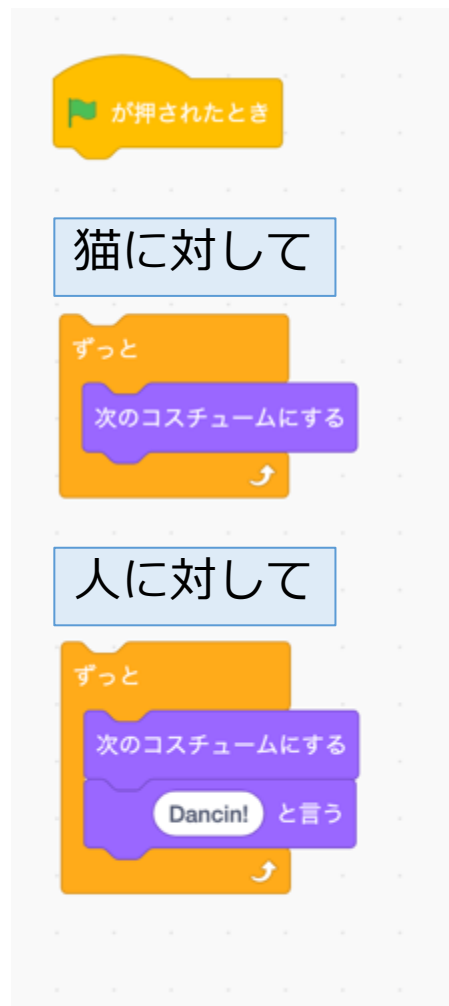 が押されたとき
猫に対して
ずっと
次のコスチュームにする
人に対して
ずっと
次のコスチュームにする
Dancin! と言う